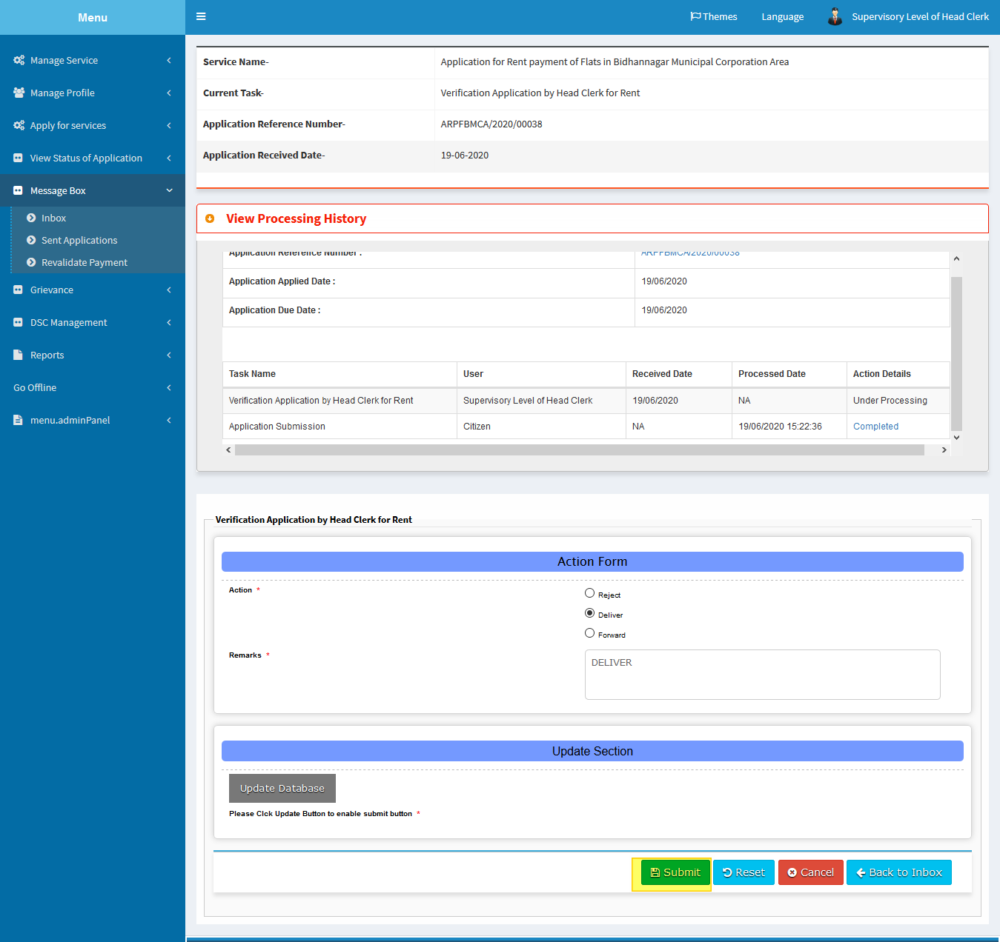 Menu
Themes
Language
Supervisory Level of Head Clerk
Manage Service
Manage Profile
Apply for services
View Status of Application
Message Box
Inbox
Sent Applications
Revalidate Payment
Grievance
DSC Management
Reports
Go Offline
menu.adminPanel
Service Name- Application for Rent payment of Flats in Bidhannagar Municipal Corporation Area
Current Task- Verification Application by Head Clerk for Rent
Application Reference Number- ARPFBMCA/2020/00038
Application Received Date- 19-06-2020
View Processing History
Application Reference Number : ARPFBMCA/2020/00038
Application Applied Date : 19/06/2020
Application Due Date : 19/06/2020
Task Name User Received Date Processed Date Action Details
Verification Application by Head Clerk for Rent Supervisory Level of Head Clerk 19/06/2020 NA Under Processing
Application Submission Citizen NA 19/06/2020 15:22:36 Completed
Verification Application by Head Clerk for Rent
Action Form
Action * Reject
Deliver
Forward
Remarks * DELIVER
Update Section
Update Database
Please Clck Update Button to enable submit button *
Submit Reset Cancel Back to Inbox